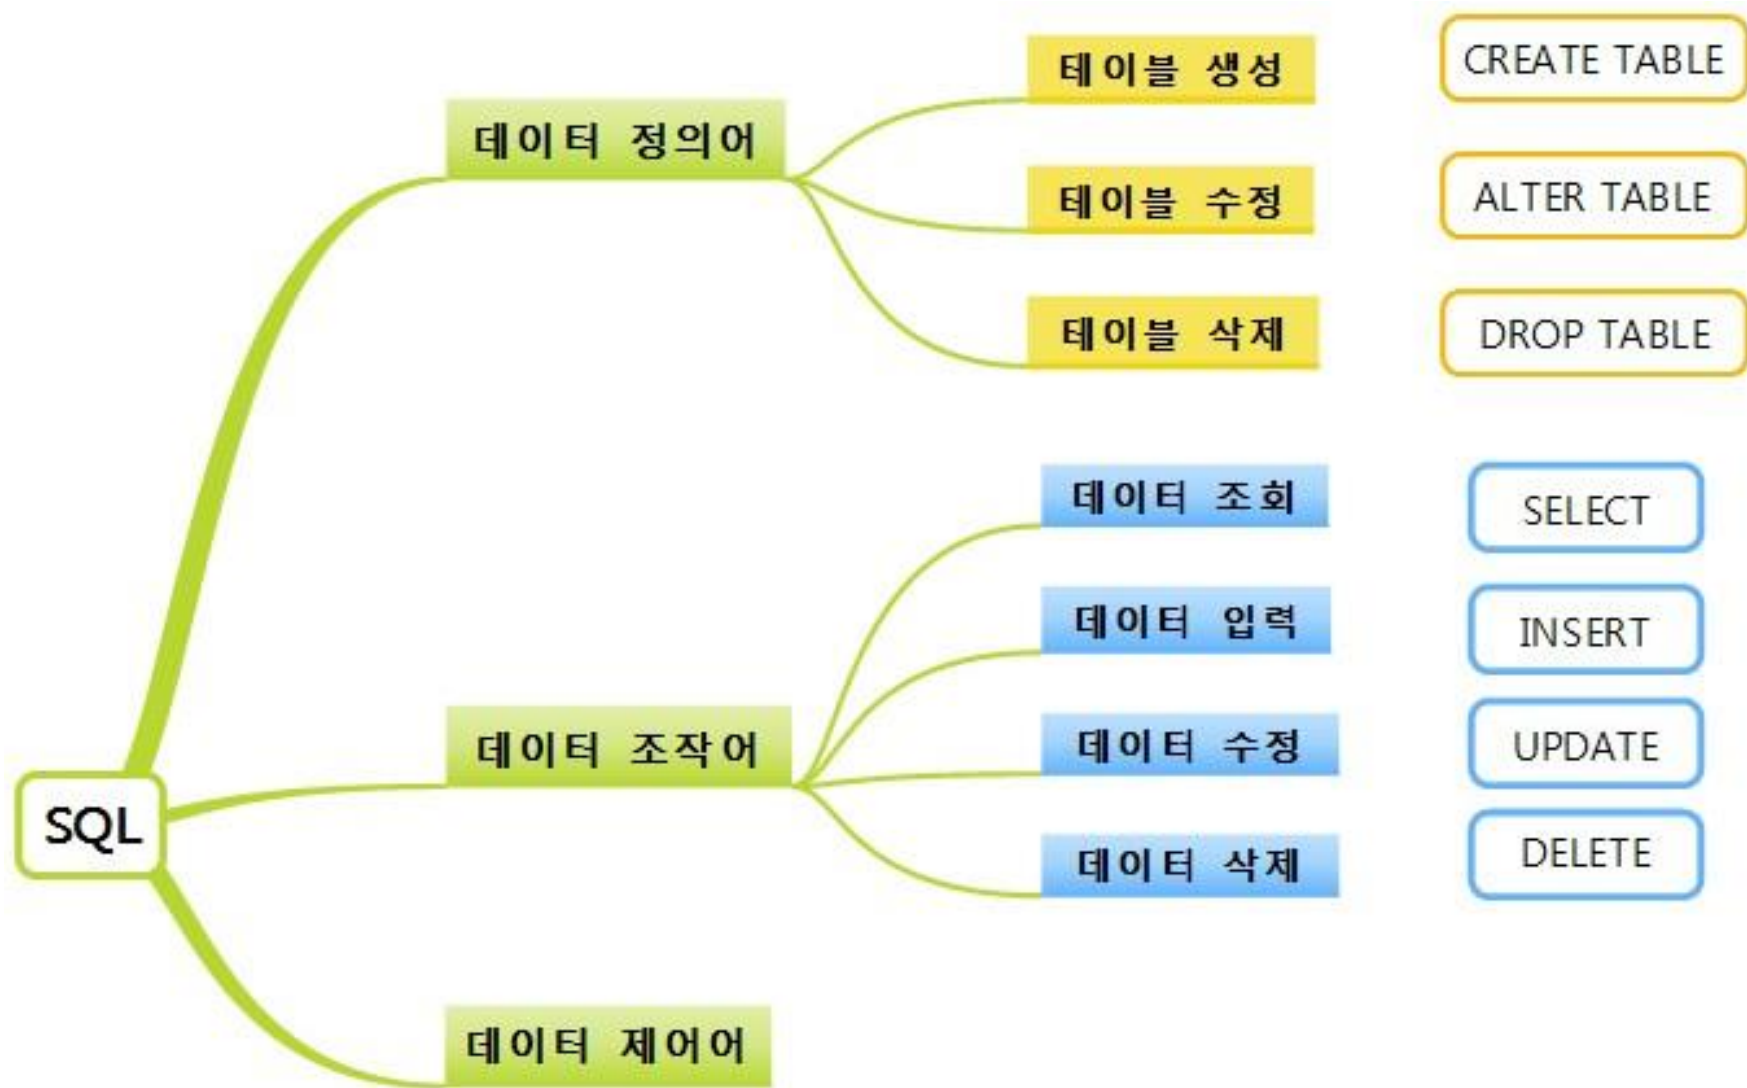 데이터 정의어
테이블 생성
CREATE TABLE
테이블 수정
ALTER TABLE
테이블 삭제
DROP TABLE
SQL
데이터 조작어
데이터 조회
SELECT
데이터 입력
INSERT
데이터 수정
UPDATE
데이터 삭제
DELETE
데이터 제어어